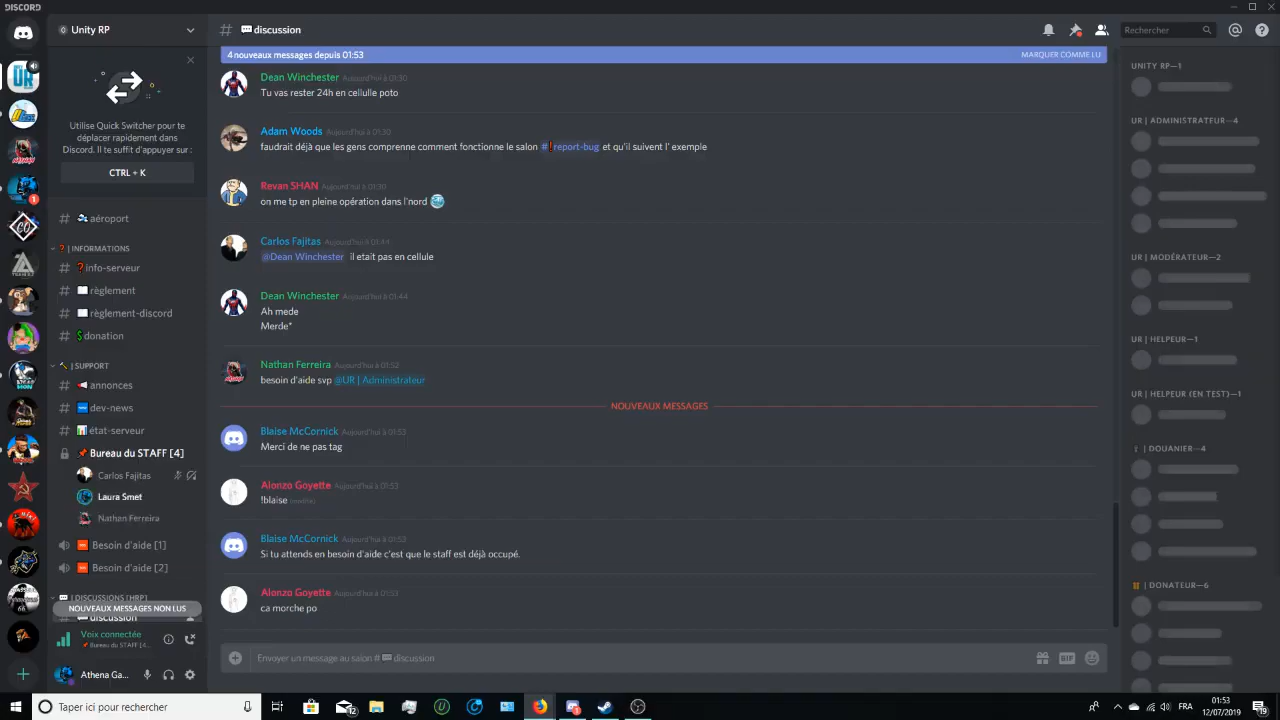 DISCORD
Unity RP
# discussion
Rechercher
4 nouveaux messages depuis 01:53
MARQUER COMME LU
Utilise Quick Switcher pour te
déplacer rapidement dans
Discord. Il te suffit d'appuyer sur :
CTRL + K
# aéroport
| INFORMATIONS
# info-serveur
# règlement
# règlement-discord
# donation
| SUPPORT
# annonces
# dev-news
# état-serveur
Bureau du STAFF [4]
Carlos Fajitas
Laura Smet
Nathan Ferreira
Besoin d'aide [1]
Besoin d'aide [2]
| DISCUSSIONS [HRP]
NOUVEAUX MESSAGES NON LUS
# discussion
Voix connectée
Bureau du STAFF [4...
Athena Ga...
Dean Winchester Aujourd'hui à 01:30
Tu vas rester 24h en cellulle poto
Adam Woods Aujourd'hui à 01:30
faudrait déjà que les gens comprenne comment fonctionne le salon #report-bug et qu'il suivent l' exemple
Revan SHAN Aujourd'hui à 01:30
on me tp en pleine opération dans l'nord
Carlos Fajitas Aujourd'hui à 01:44
@Dean Winchester il etait pas en cellule
Dean Winchester Aujourd'hui à 01:44
Ah mede
Merde*
Nathan Ferreira Aujourd'hui à 01:52
besoin d'aide svp @UR | Administrateur
NOUVEAUX MESSAGES
Blaise McCornick Aujourd'hui à 01:53
Merci de ne pas tag
Alonzo Goyette Aujourd'hui à 01:53
!blaise (modifié)
Blaise McCornick Aujourd'hui à 01:53
Si tu attends en besoin d'aide c'est que le staff est déjà occupé.
Alonzo Goyette Aujourd'hui à 01:53
ca morche po
Envoyer un message au salon # discussion
GIF
UNITY RP—1
UR | ADMINISTRATEUR—4
UR | MODÉRATEUR—2
UR | HELPEUR—1
UR | HELPEUR (EN TEST)—1
| DOUANIER—4
| DONATEUR—6
Taper ici pour rechercher
12
FRA
01:53
12/07/2019